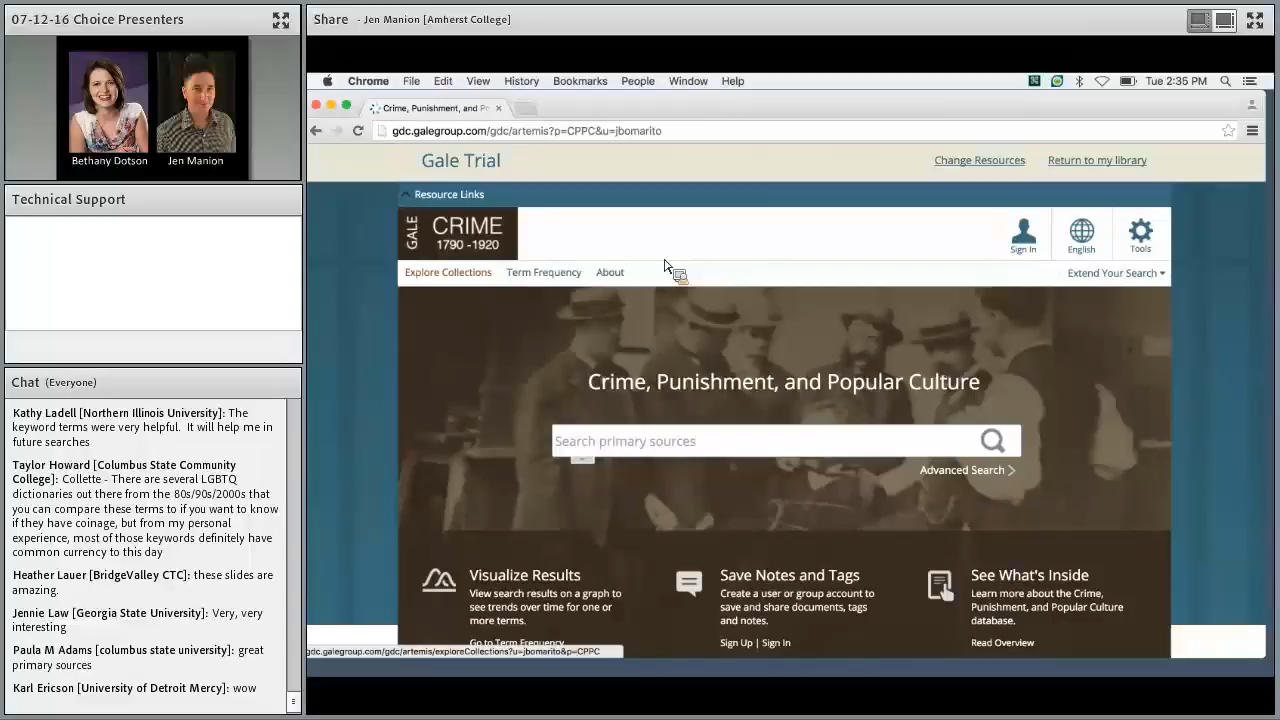 07-12-16 Choice Presenters
Bethany Dotson
Jen Manion
Technical Support
Chat (Everyone)
Kathy Ladell [Northern Illinois University]: The
keyword terms were very helpful. It will help me in
future searches
Taylor Howard [Columbus State Community
College]: Collette - There are several LGBTQ
dictionaries out there from the 80s/90s/2000s that
you can compare these terms to if you want to know
if they have coinage, but from my personal
experience, most of those keywords definitely have
common currency to this day
Heather Lauer [BridgeValley CTC]: these slides are
amazing.
Jennie Law [Georgia State University]: Very, very
interesting
Paula M Adams [columbus state university]: great
primary sources
Karl Ericson [University of Detroit Mercy]: wow
Share - Jen Manion [Amherst College]
Chrome File Edit View History Bookmarks People Window Help
Tue 2:35 PM
Crime, Punishment, and Po
gdc.galegroup.com/gdc/artemis?p=CPPC&u=jbomarito
Gale Trial
Change Resources
Return to my library
Resource Links
GALE
CRIME
1790 -1920
Sign In
English
Tools
Explore Collections Term Frequency About
Extend Your Search
Crime, Punishment, and Popular Culture
Search primary sources
Advanced Search
Visualize Results
View search results on a graph to
see trends over time for one or
more terms.
Go to Term Frequency
Save Notes and Tags
Create a user or group account to
save and share documents, tags
and notes.
Sign Up | Sign In
See What's Inside
Learn more about the Crime,
Punishment, and Popular Culture
database.
Read Overview
gdc.galegroup.com/gdc/artemis/exploreCollections?u=jbomarito&p=CPPC